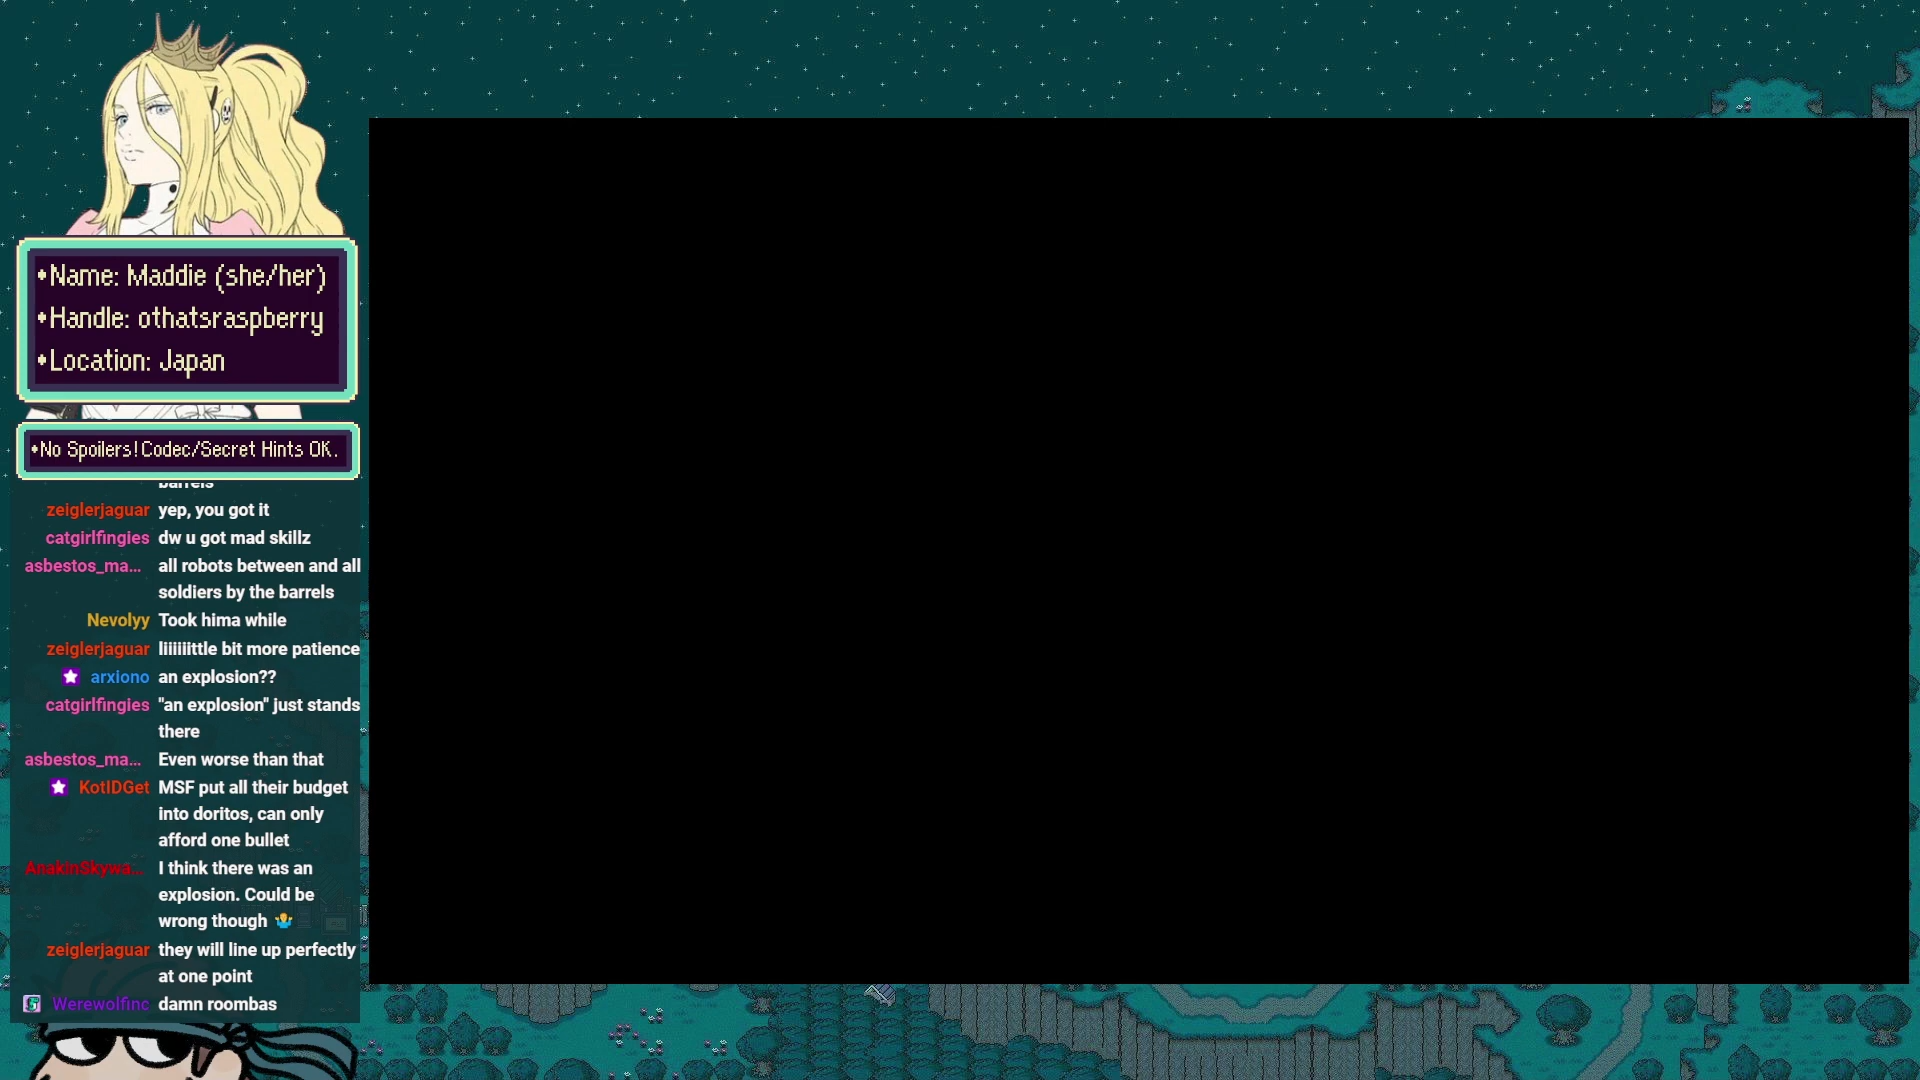 •Name: Maddie (she/her)
•Handle: othatsraspberry
•Location: Japan
•No Spoilers!Codec/Secret Hints OK.
barrels
zeiglerjaguar yep, you got it
catgirlfingies dw u got mad skillz
asbestos_ma... all robots between and all
soldiers by the barrels
Nevolyy Took hima while
zeiglerjaguar liiiiiittle bit more patience
arxiono an explosion??
catgirlfingies "an explosion" just stands
there
asbestos_ma... Even worse than that
KotIDGet MSF put all their budget
into doritos, can only
afford one bullet
AnakinSkywa... I think there was an
explosion. Could be
wrong though 🤷
zeiglerjaguar they will line up perfectly
at one point
Werewolfinc damn roombas